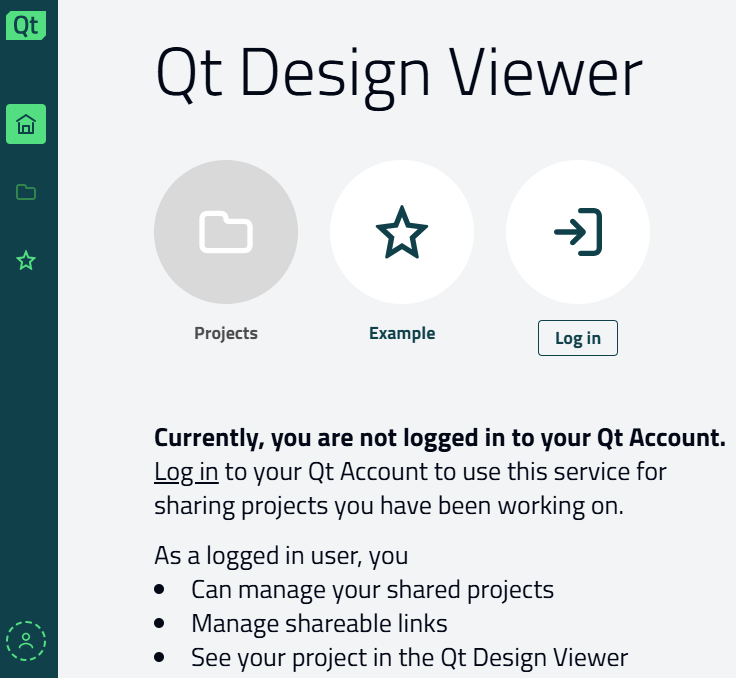 Qt
Qt Design Viewer
Projects
Example
Log in
Currently, you are not logged in to your Qt Account.
Log in to your Qt Account to use this service for
sharing projects you have been working on.
As a logged in user, you
• Can manage your shared projects
• Manage shareable links
• See your project in the Qt Design Viewer